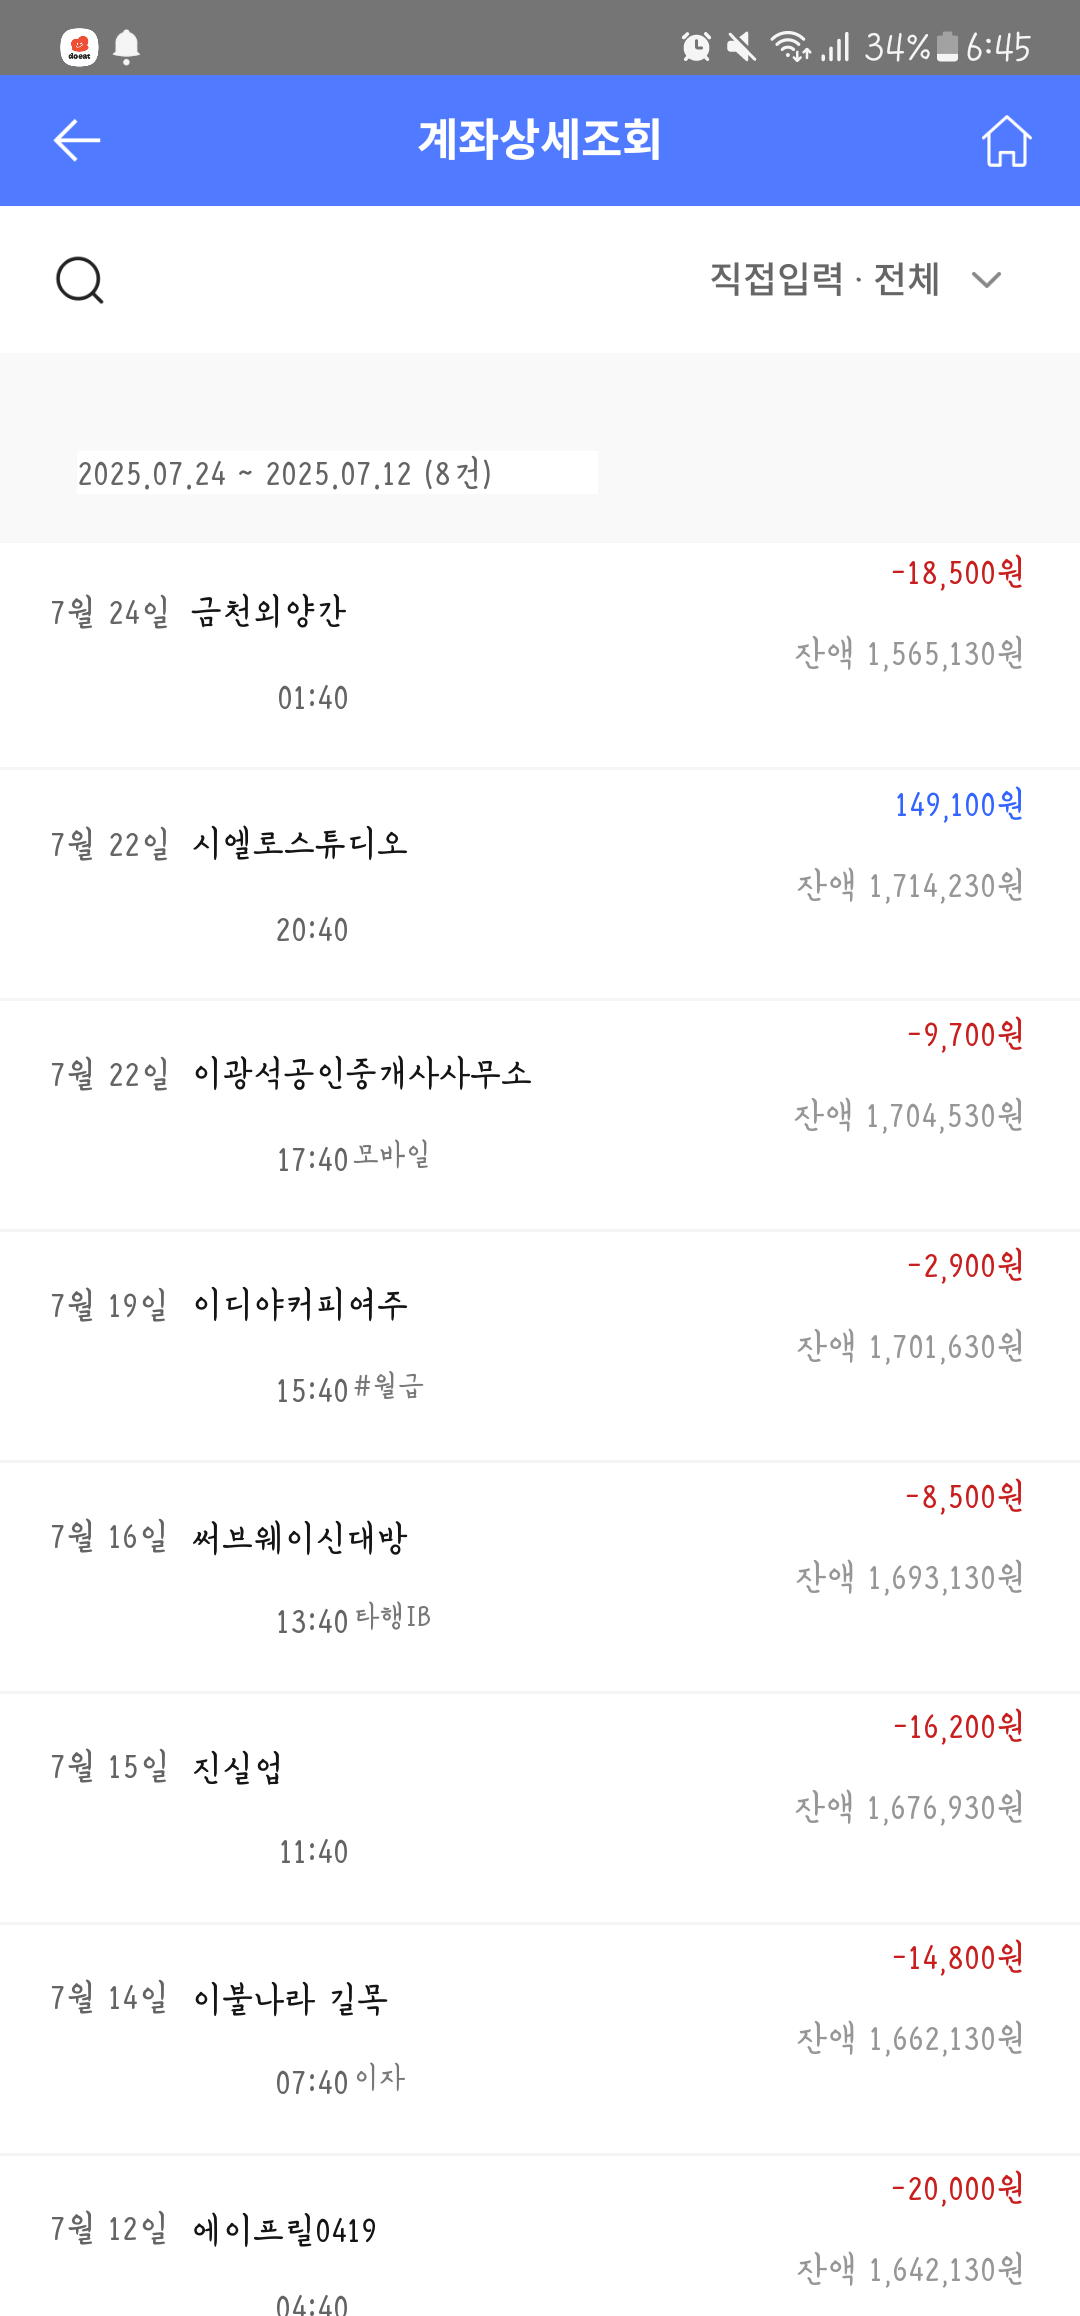 doeat 34% 6:45
계좌상세조회
직접입력 · 전체
2025.07.24 ~ 2025.07.12 (8건)
-18,500원
7월 24일 금천외양간
잔액 1,565,130원
01:40
149,100원
7월 22일 시엘로스튜디오
잔액 1,714,230원
20:40
-9,700원
7월 22일 이광석공인중개사사무소
잔액 1,704,530원
17:40 모바일
-2,900원
7월 19일 이디야커피여주
잔액 1,701,630원
15:40 #월급
-8,500원
7월 16일 써브웨이신대방
잔액 1,693,130원
13:40 타행IB
-16,200원
7월 15일 진실업
잔액 1,676,930원
11:40
-14,800원
7월 14일 이불나라 길목
잔액 1,662,130원
07:40 이자
-20,000원
7월 12일 에이프릴0419
잔액 1,642,130원
04:40